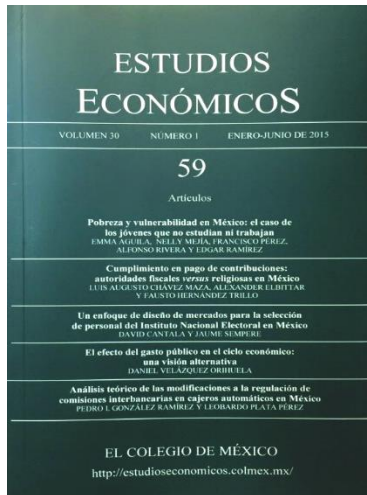 ESTUDIOS
ECONÓMICOS
VOLUMEN 30 NÚMERO 1 ENERO-JUNIO DE 2015
59
Artículos
Pobreza y vulnerabilidad en México: el caso de
los jóvenes que no estudian ni trabajan
EMMA AGUILA, NELLY MEJÍA, FRANCISCO PÉREZ,
ALFONSO RIVERA Y EDGAR RAMÍREZ
Cumplimiento en pago de contribuciones:
autoridades fiscales versus religiosas en México
LUIS AUGUSTO CHÁVEZ MAZA, ALEXANDER ELBITTAR
Y FAUSTO HERNÁNDEZ TRILLO
Un enfoque de diseño de mercados para la selección
de personal del Instituto Nacional Electoral en México
DAVID CANTALA Y JAUME SEMPERE
El efecto del gasto público en el ciclo económico:
una visión alternativa
DANIEL VELÁZQUEZ ORIHUELA
Análisis teórico de las modificaciones a la regulación de
comisiones interbancarias en cajeros automáticos en México
PEDRO I. GONZÁLEZ RAMÍREZ Y LEOBARDO PLATA PÉREZ
EL COLEGIO DE MÉXICO
http://estudioseconomicos.colmex.mx/